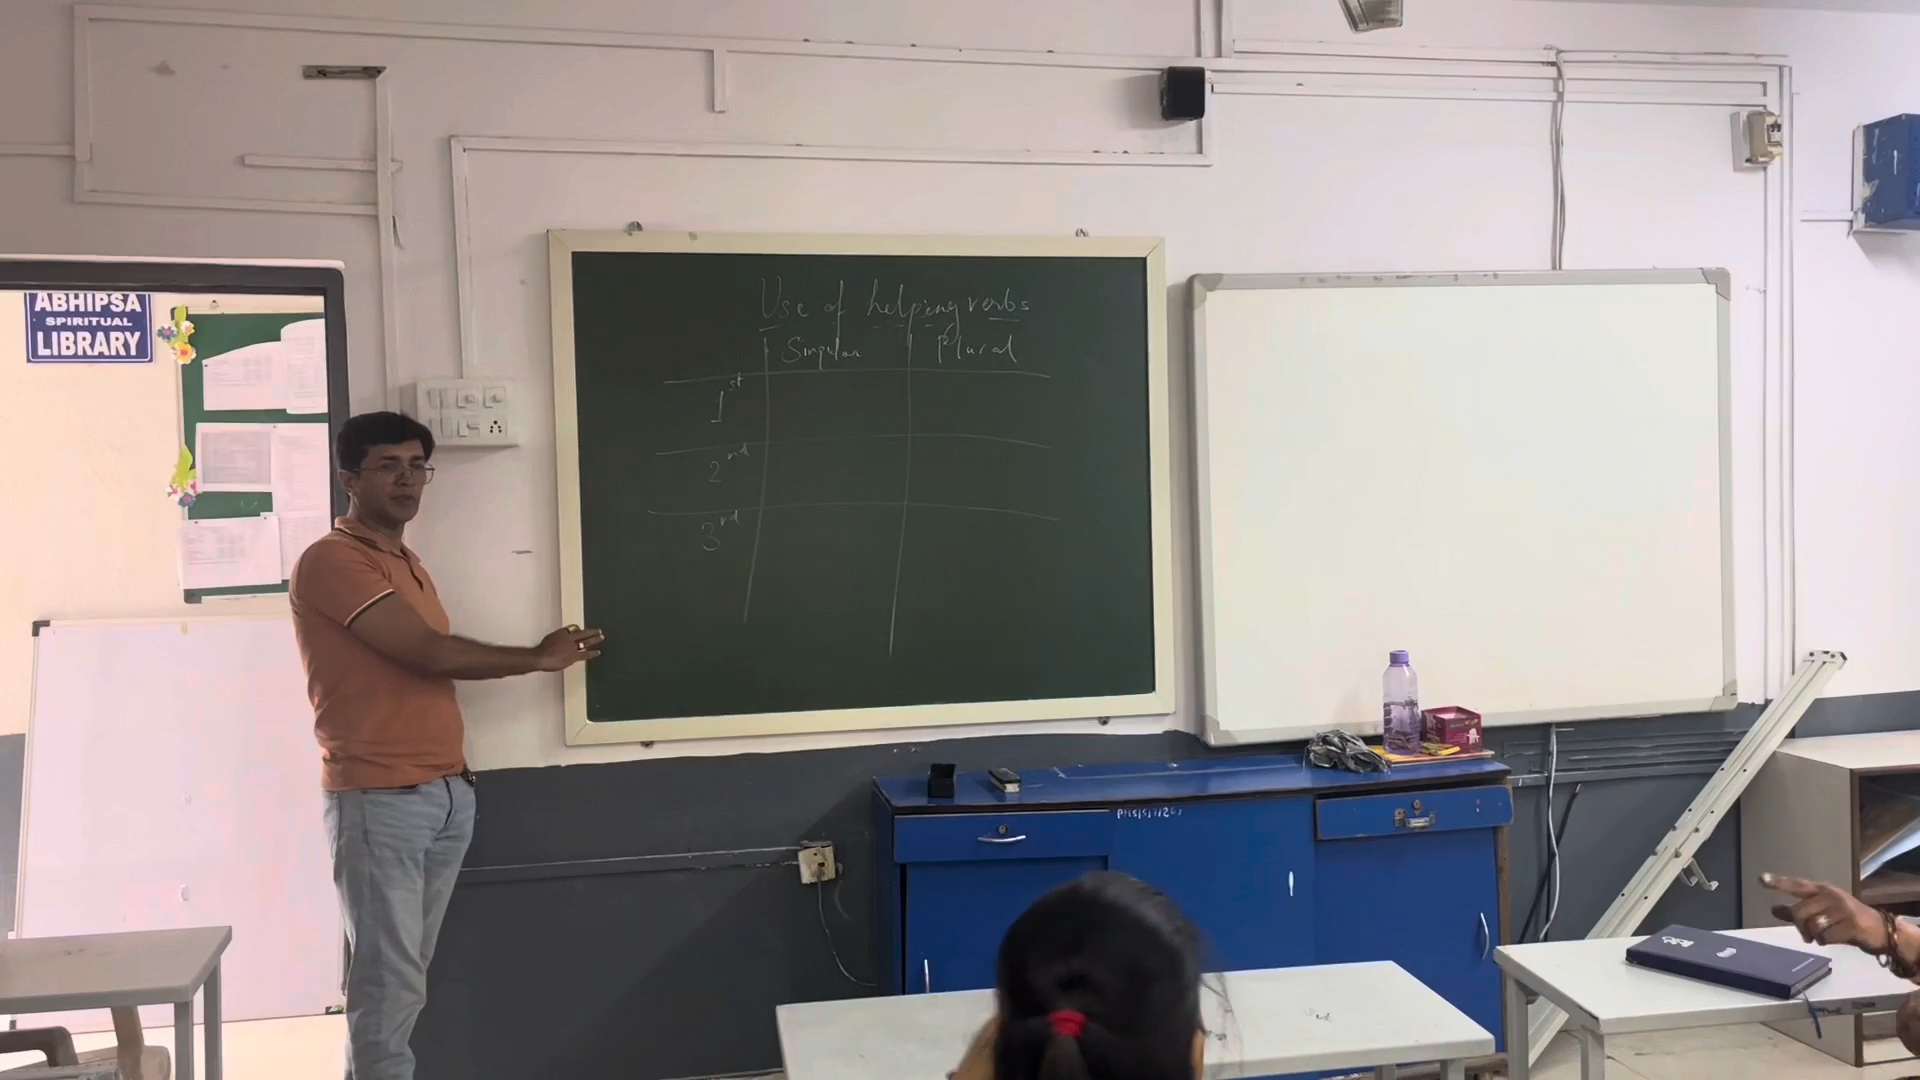 ABHIPSA
SPIRITUAL
LIBRARY
Use of helping verbs
Singular Plural
1st
2nd
3rd